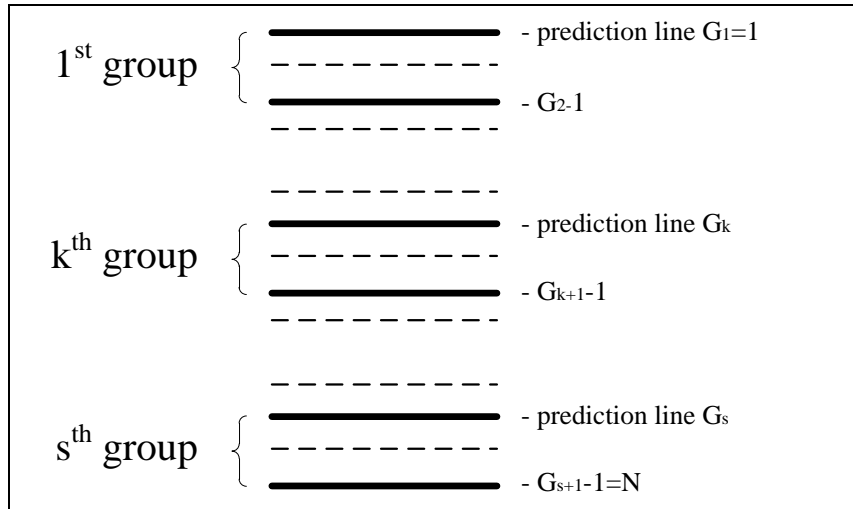 - prediction line G₁=1
1ˢᵗ group
- G₂-1
- prediction line Gₖ
kᵗʰ group
- Gₖ₊₁-1
- prediction line Gₛ
sᵗʰ group
- Gₛ₊₁-1=N